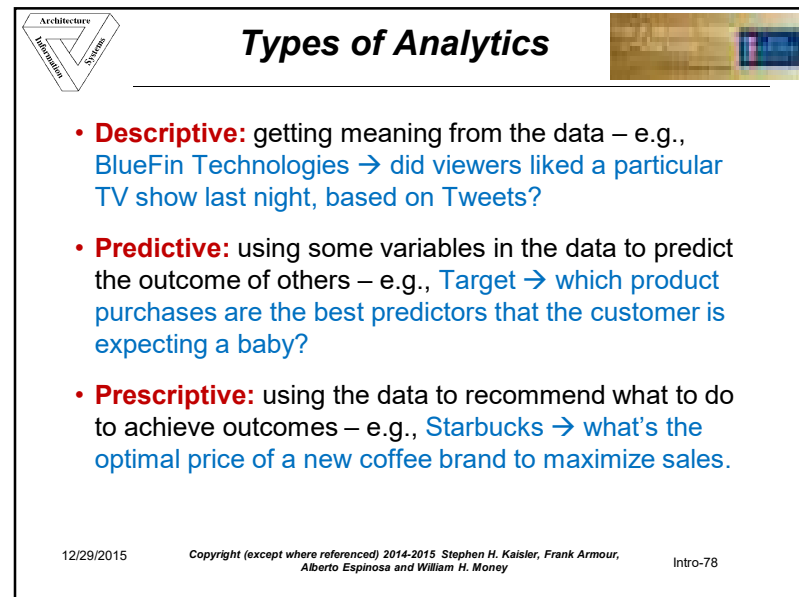 Architecture
Information
Systems
Types of Analytics
• Descriptive: getting meaning from the data – e.g.,
BlueFin Technologies → did viewers liked a particular
TV show last night, based on Tweets?
• Predictive: using some variables in the data to predict
the outcome of others – e.g., Target → which product
purchases are the best predictors that the customer is
expecting a baby?
• Prescriptive: using the data to recommend what to do
to achieve outcomes – e.g., Starbucks → what's the
optimal price of a new coffee brand to maximize sales.
12/29/2015
Copyright (except where referenced) 2014-2015 Stephen H. Kaisler, Frank Armour,
Alberto Espinosa and William H. Money
Intro-78